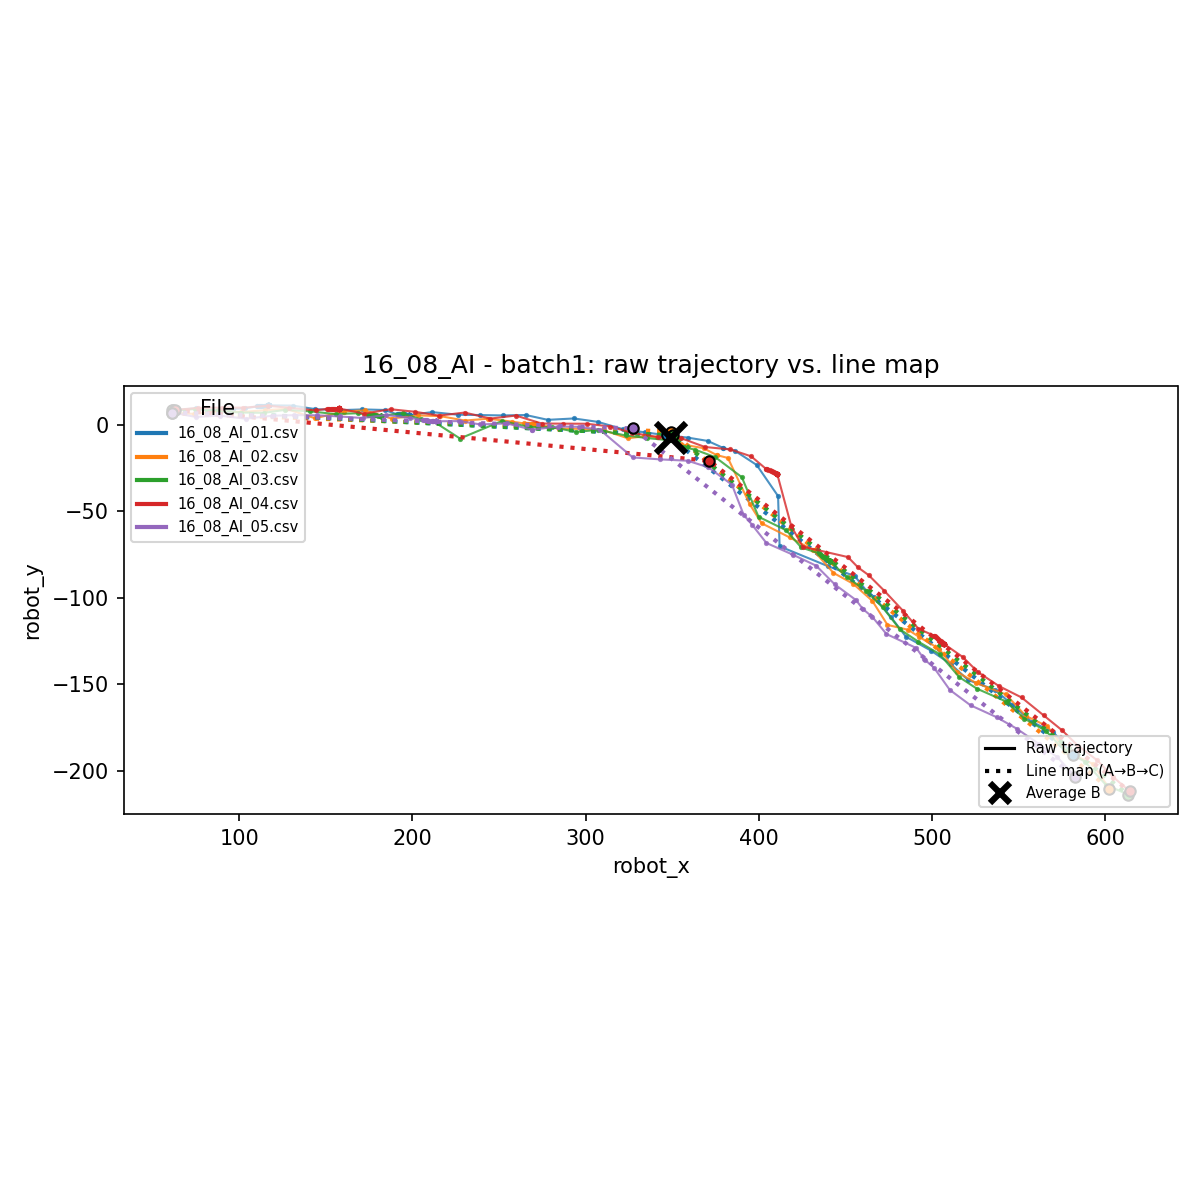 16_08_AI - batch1: raw trajectory vs. line map
File
16_08_AI_01.csv
16_08_AI_02.csv
16_08_AI_03.csv
16_08_AI_04.csv
16_08_AI_05.csv
0
−50
−100
−150
−200
robot_y
Raw trajectory
Line map (A→B→C)
Average B
100
200
300
400
500
600
robot_x